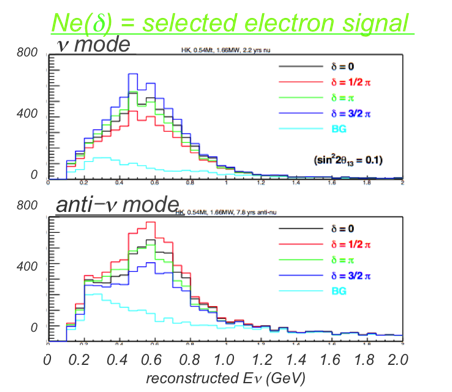 Ne(δ) = selected electron signal
ν mode
HK, 0.54Mt, 1.66MW, 2.2 yrs nu
800
400
0
δ = 0
δ = 1/2 π
δ = π
δ = 3/2 π
BG
(sin²2θ₁₃ = 0.1)
0 0.2 0.4 0.6 0.8 1 1.2 1.4 1.6 1.8 2
anti-ν mode
HK, 0.54Mt, 1.66MW, 7.8 yrs anti-nu
800
400
0
δ = 0
δ = 1/2 π
δ = π
δ = 3/2 π
BG
0 0.2 0.4 0.6 0.8 1.0 1.2 1.4 1.6 1.8 2.0
reconstructed Eν (GeV)